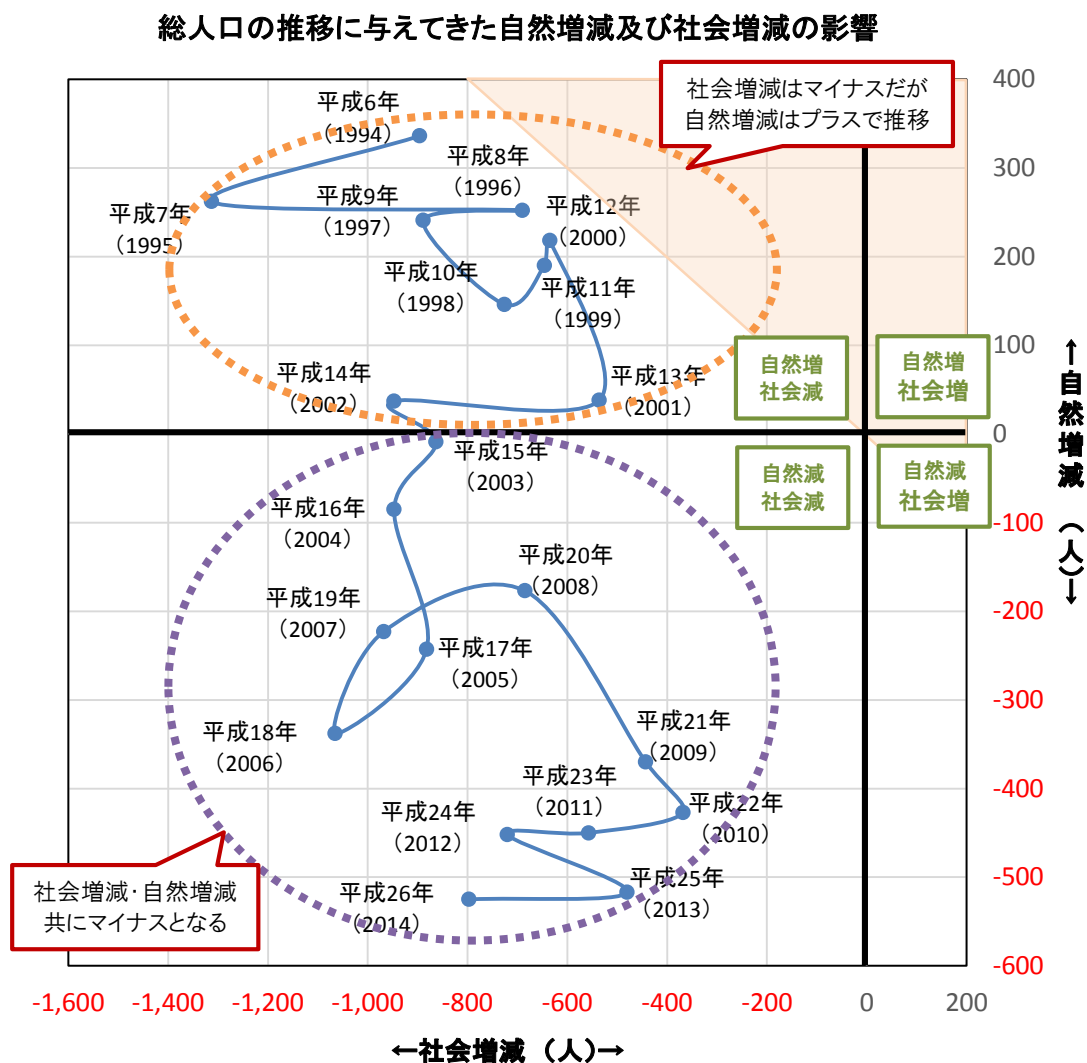 総人口の推移に与えてきた自然増減及び社会増減の影響
社会増減はマイナスだが
自然増減はプラスで推移
平成6年
（1994）
平成8年
（1996）
平成9年
（1997）
平成12年
（2000）
平成7年
（1995）
平成10年
（1998）
平成11年
（1999）
平成14年
（2002）
平成13年
（2001）
自然増
社会減
自然増
社会増
自然減
社会減
自然減
社会増
平成15年
（2003）
平成16年
（2004）
平成20年
（2008）
平成19年
（2007）
平成17年
（2005）
平成18年
（2006）
平成21年
（2009）
平成23年
（2011）
平成22年
（2010）
平成24年
（2012）
平成25年
（2013）
平成26年
（2014）
社会増減・自然増減
共にマイナスとなる
400
300
200
100
0
-100
-200
-300
-400
-500
-600
←自然増減（人）→
-1,600
-1,400
-1,200
-1,000
-800
-600
-400
-200
0
200
←社会増減（人）→